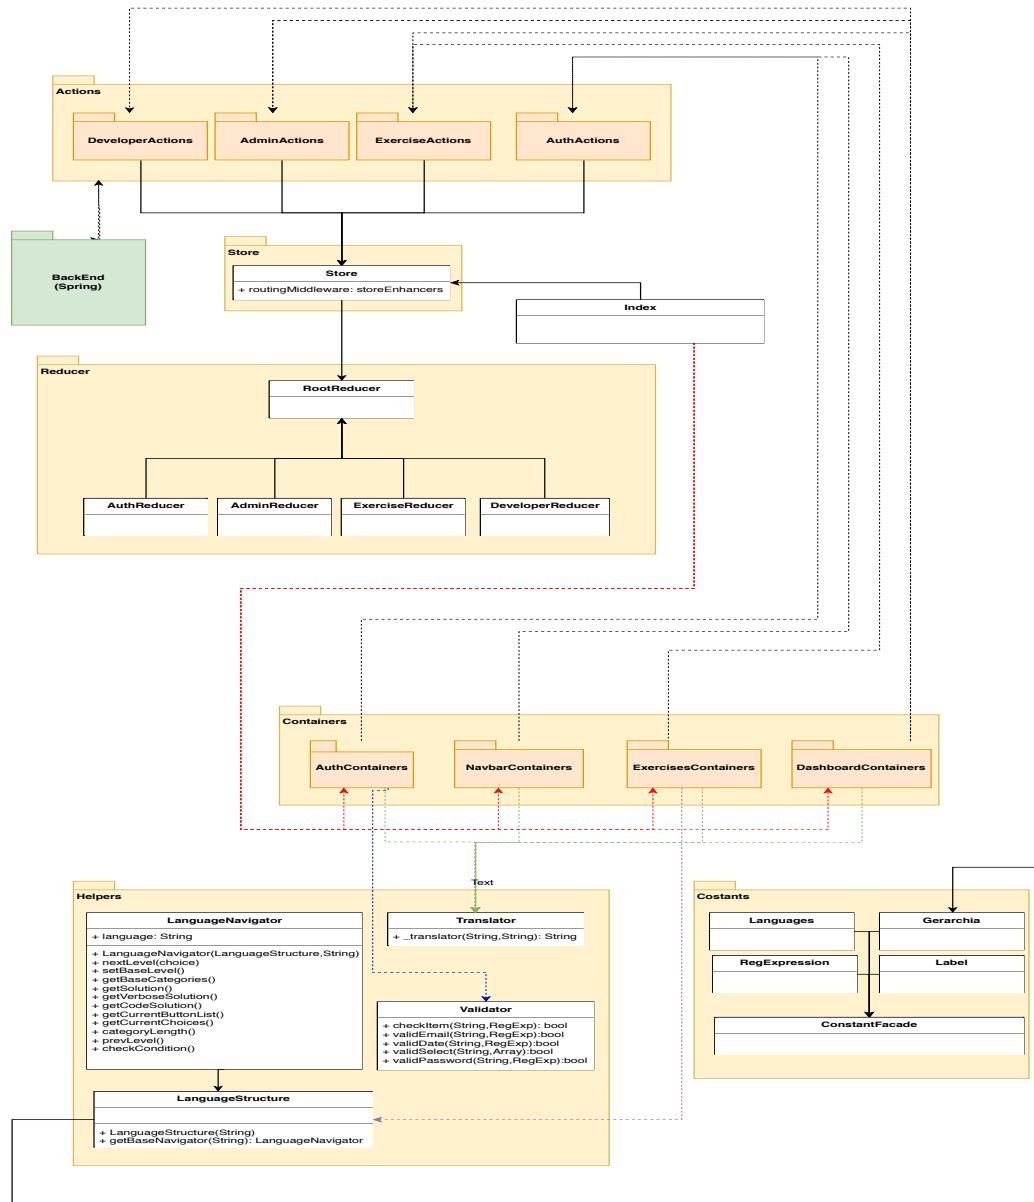 Actions
DeveloperActions
AdminActions
ExerciseActions
AuthActions
BackEnd
(Spring)
Store
Store
+ routingMiddleware: storeEnhancers
Index
Reducer
RootReducer
AuthReducer
AdminReducer
ExerciseReducer
DeveloperReducer
Containers
AuthContainers
NavbarContainers
ExercisesContainers
DashboardContainers
Text
Helpers
LanguageNavigator
+ language: String
+ LanguageNavigator(LanguageStructure,String)
+ nextLevel(choice)
+ setBaseLevel()
+ getBaseCategories()
+ getSolution()
+ getVerboseSolution()
+ getCodeSolution()
+ getCurrentButtonList()
+ getCurrentChoices()
+ categoryLength()
+ prevLevel()
+ checkCondition()
Translator
+ _translator(String,String): String
Validator
+ checkItem(String,RegExp): bool
+ validEmail(String,RegExp):bool
+ validDate(String,RegExp):bool
+ validSelect(String,Array):bool
+ validPassword(String,RegExp):bool
LanguageStructure
+ LanguageStructure(String)
+ getBaseNavigator(String): LanguageNavigator
Costants
Languages
Gerarchia
RegExpression
Label
ConstantFacade